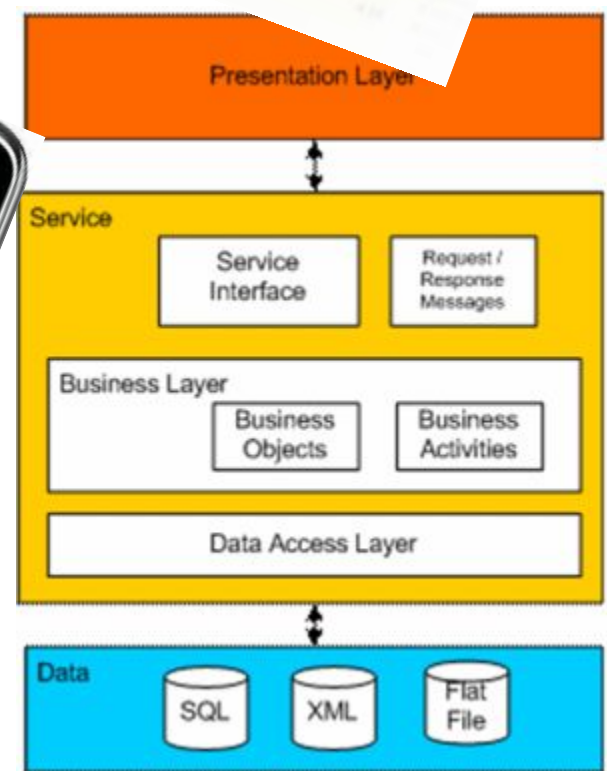 Presentation Layer
Service
Service
Interface
Request /
Response
Messages
Business Layer
Business
Objects
Business
Activities
Data Access Layer
Data
SQL
XML
Flat
File